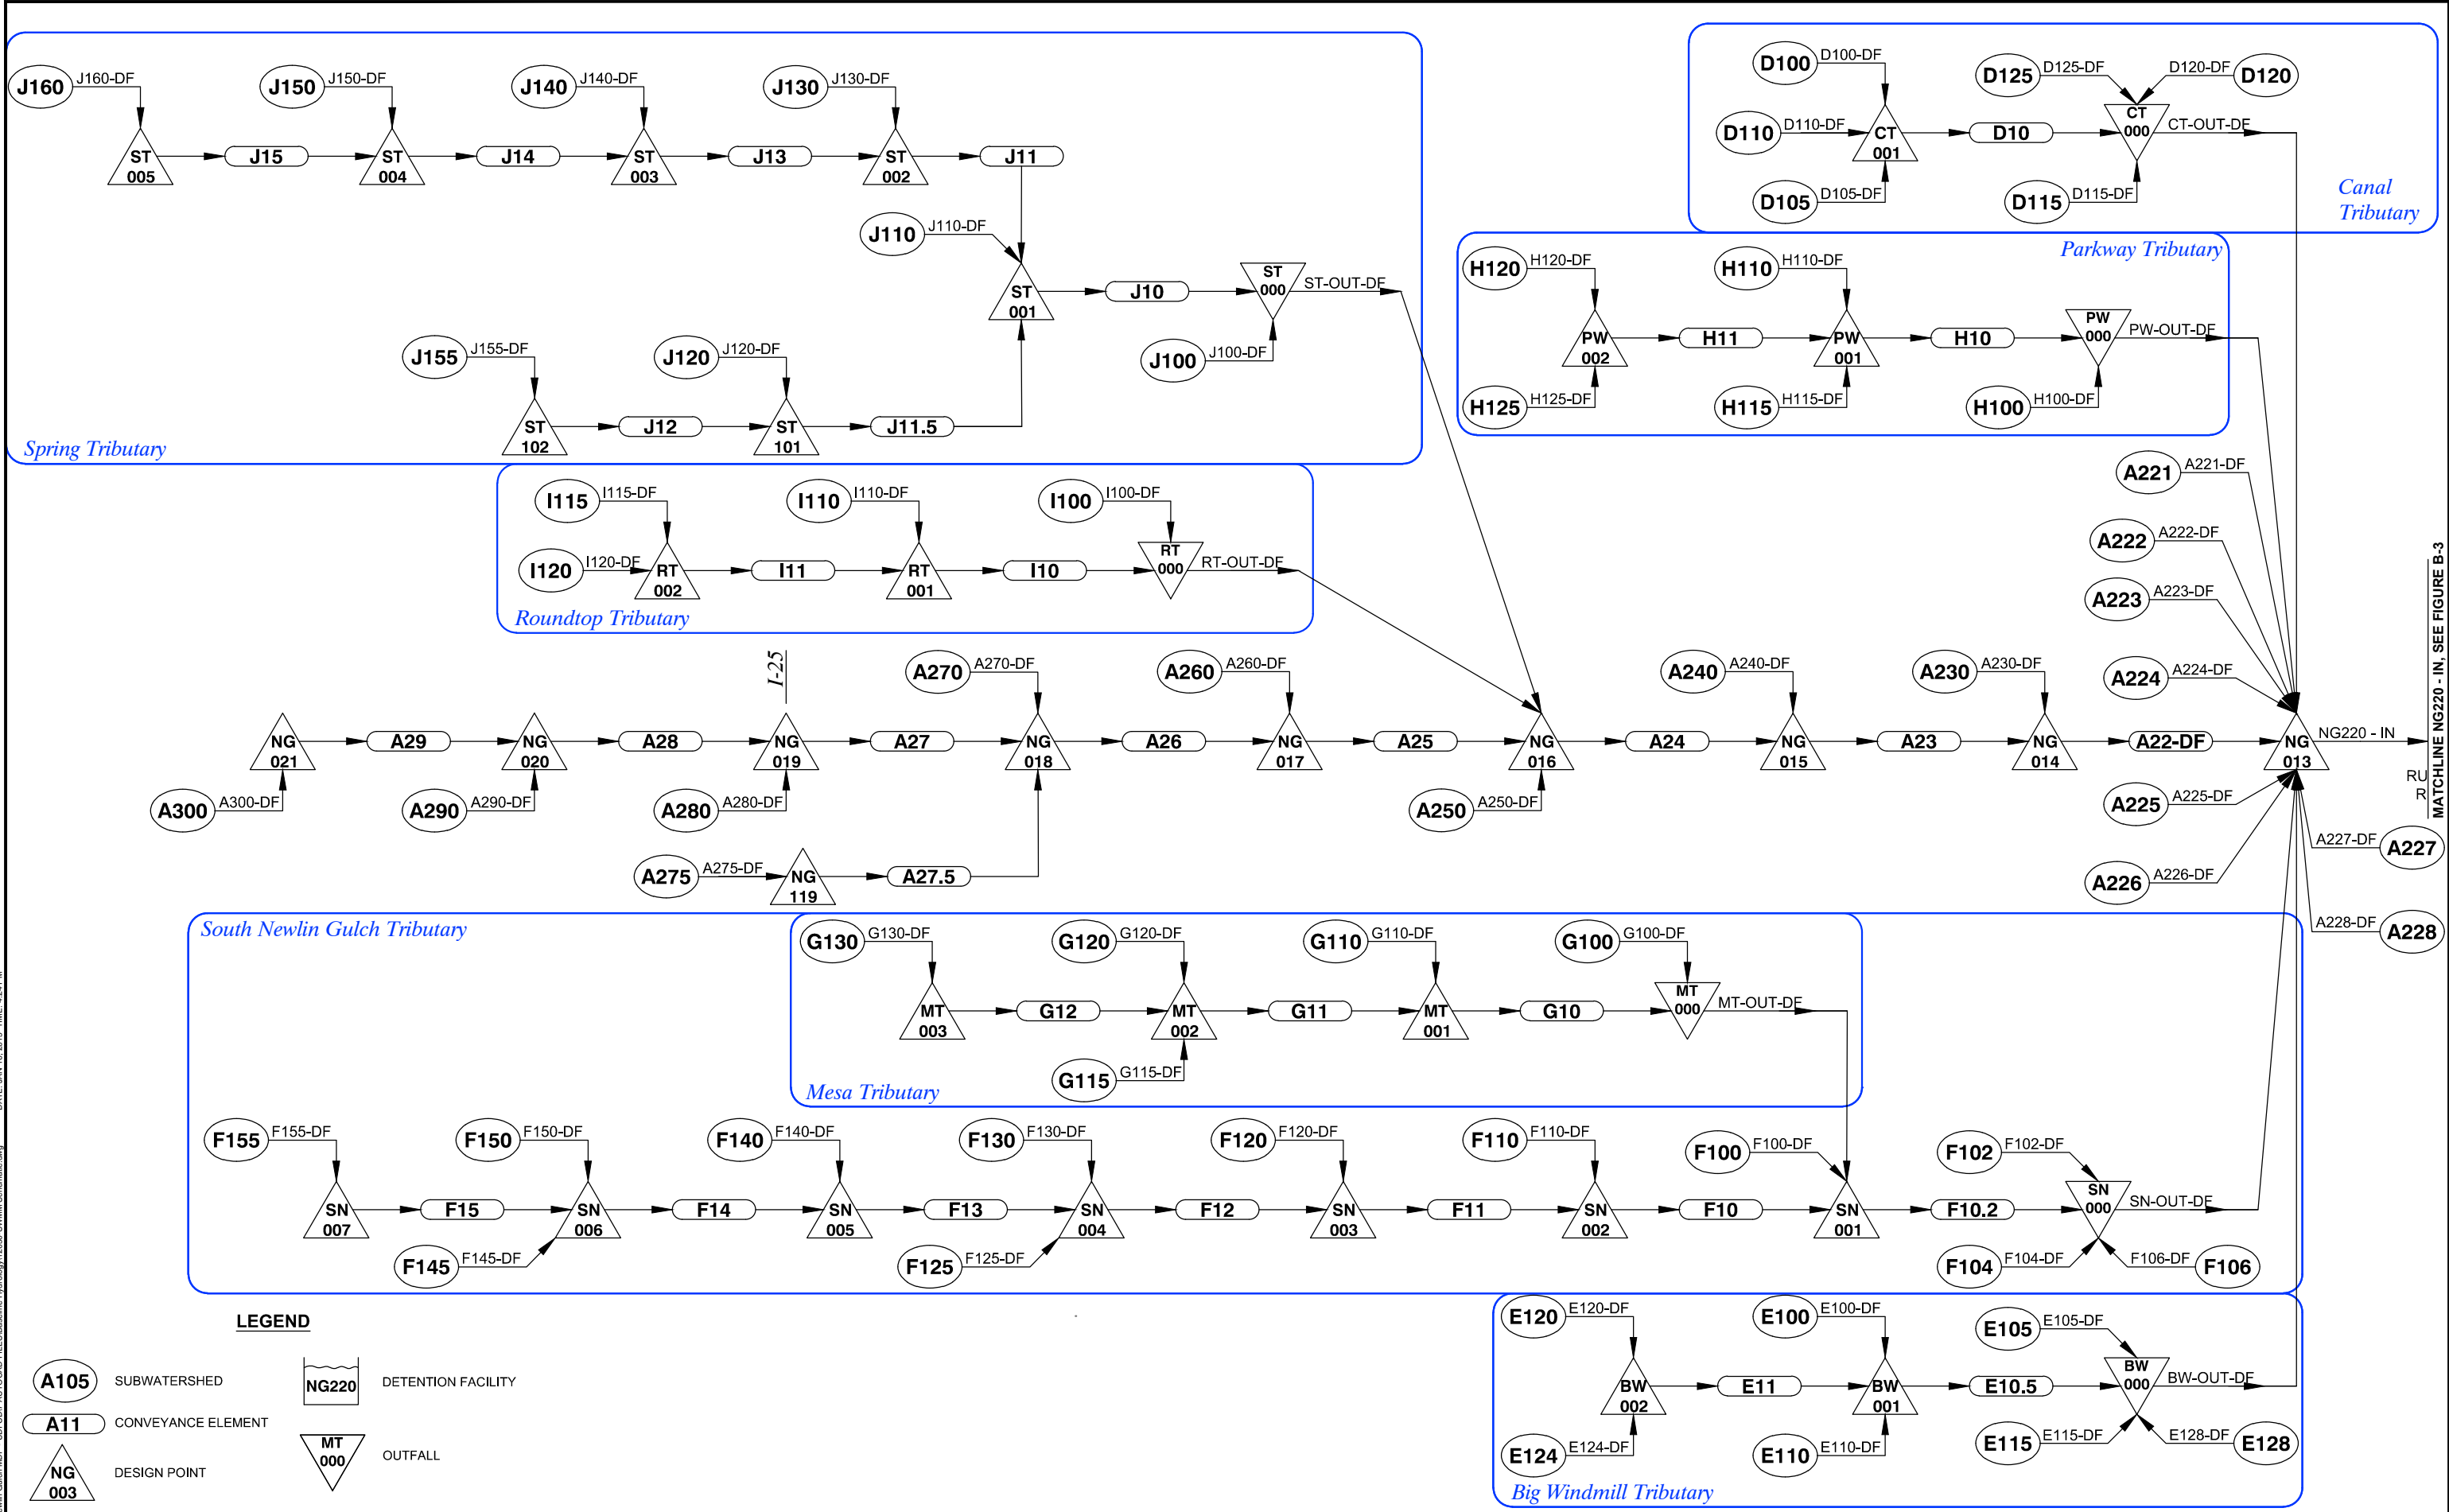 J160
J160-DF
J150
J150-DF
J140
J140-DF
J130
J130-DF
ST
005
J15
ST
004
J14
ST
003
J13
ST
002
J11
J110
J110-DF
ST
001
J10
ST
000
ST-OUT-DF
J100
J100-DF
J155
J155-DF
J120
J120-DF
ST
102
J12
ST
101
J11.5
Spring Tributary
D100
D100-DF
D125
D125-DF
D120-DF
D120
D110
D110-DF
CT
001
D10
CT
000
CT-OUT-DF
D105
D105-DF
D115
D115-DF
Canal
Tributary
Parkway Tributary
H120
H120-DF
H110
H110-DF
PW
002
H11
PW
001
H10
PW
000
PW-OUT-DF
H125
H125-DF
H115
H115-DF
H100
H100-DF
I115
I115-DF
I110
I110-DF
I100
I100-DF
I120
I120-DF
RT
002
I11
RT
001
I10
RT
000
RT-OUT-DF
Roundtop Tributary
A221
A221-DF
A222
A222-DF
A223
A223-DF
A224
A224-DF
I-25
A270
A270-DF
A260
A260-DF
A240
A240-DF
A230
A230-DF
NG
021
A29
NG
020
A28
NG
019
A27
NG
018
A26
NG
017
A25
NG
016
A24
NG
015
A23
NG
014
A22-DF
NG
013
NG220 - IN
MATCHLINE NG220 - IN, SEE FIGURE B-3
RU
R
A300
A300-DF
A290
A290-DF
A280
A280-DF
A250
A250-DF
A225
A225-DF
A275
A275-DF
NG
119
A27.5
A226
A226-DF
A227-DF
A227
A228-DF
A228
South Newlin Gulch Tributary
G130
G130-DF
G120
G120-DF
G110
G110-DF
G100
G100-DF
MT
003
G12
MT
002
G11
MT
001
G10
MT
000
MT-OUT-DF
G115
G115-DF
Mesa Tributary
F155
F155-DF
F150
F150-DF
F140
F140-DF
F130
F130-DF
F120
F120-DF
F110
F110-DF
F100
F100-DF
F102
F102-DF
SN
007
F15
SN
006
F14
SN
005
F13
SN
004
F12
SN
003
F11
SN
002
F10
SN
001
F10.2
SN
000
SN-OUT-DF
F145
F145-DF
F125
F125-DF
F104
F104-DF
F106-DF
F106
E120
E120-DF
E100
E100-DF
E105
E105-DF
BW
002
E11
BW
001
E10.5
BW
000
BW-OUT-DF
E124
E124-DF
E110
E110-DF
E115
E115-DF
E128-DF
E128
Big Windmill Tributary
LEGEND
A105
SUBWATERSHED
NG220
DETENTION FACILITY
A11
CONVEYANCE ELEMENT
MT
000
OUTFALL
NG
003
DESIGN POINT